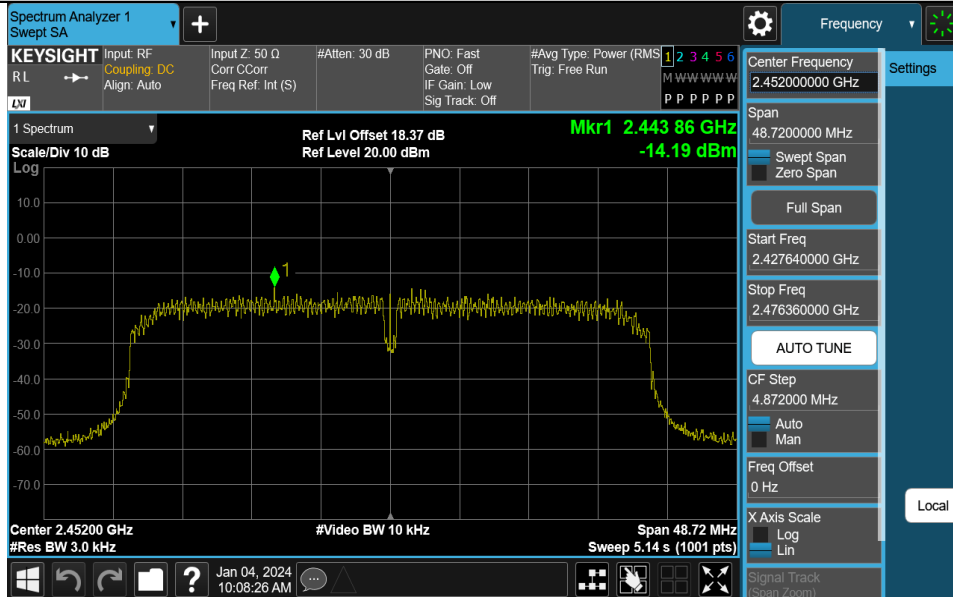 Spectrum Analyzer 1
Swept SA
+
Frequency
KEYSIGHT
R L
LXI
Input: RF
Coupling: DC
Align: Auto
Input Z: 50 Ω
Corr CCorr
Freq Ref: Int (S)
#Atten: 30 dB
PNO: Fast
Gate: Off
IF Gain: Low
Sig Track: Off
#Avg Type: Power (RMS
Trig: Free Run
1 2 3 4 5 6
M W W W W W
P P P P P P
1 Spectrum
Scale/Div 10 dB
Log
Ref Lvl Offset 18.37 dB
Ref Level 20.00 dBm
Mkr1 2.443 86 GHz
-14.19 dBm
10.0
0.00
-10.0
-20.0
-30.0
-40.0
-50.0
-60.0
-70.0
1
Center 2.45200 GHz
#Res BW 3.0 kHz
#Video BW 10 kHz
Span 48.72 MHz
Sweep 5.14 s (1001 pts)
Center Frequency
2.452000000 GHz
Settings
Span
48.7200000 MHz
Swept Span
Zero Span
Full Span
Start Freq
2.427640000 GHz
Stop Freq
2.476360000 GHz
AUTO TUNE
CF Step
4.872000 MHz
Auto
Man
Freq Offset
0 Hz
X Axis Scale
Log
Lin
Local
Signal Track
(Span Zoom)
?
Jan 04, 2024
10:08:26 AM